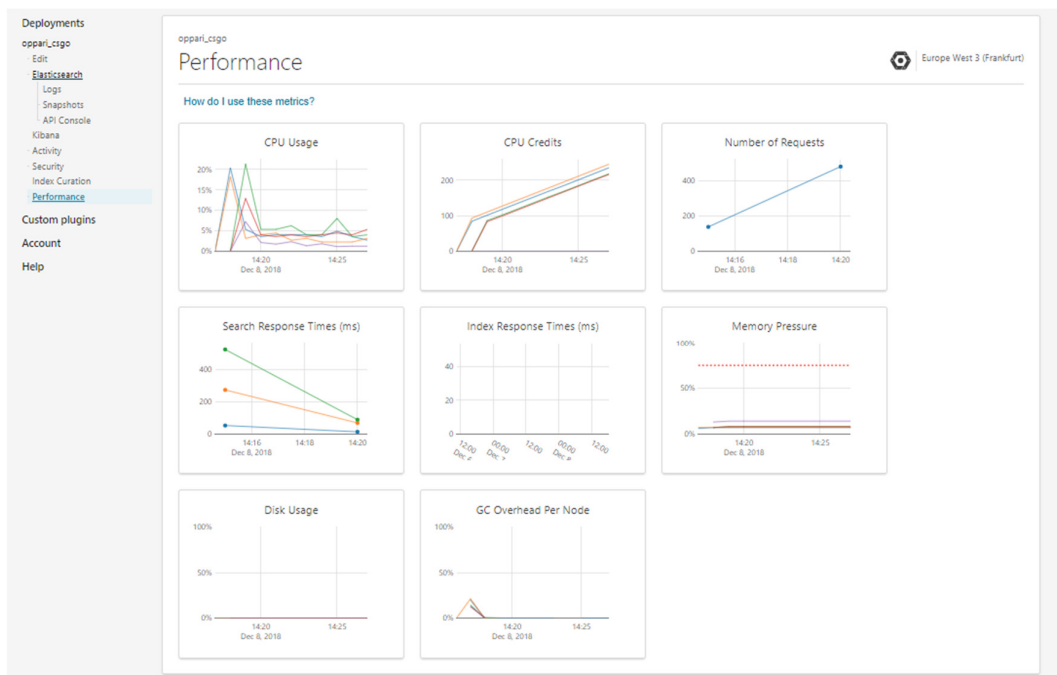 Deployments
oppari_csgo
Edit
Elasticsearch
Logs
Snapshots
API Console
Kibana
Activity
Security
Index Curation
Performance
Custom plugins
Account
Help
oppari_csgo
Performance
Europe West 3 (Frankfurt)
How do I use these metrics?
CPU Usage
20%
15%
10%
5%
0%
14:20
14:25
Dec 8, 2018
CPU Credits
200
100
0
14:20
14:25
Dec 8, 2018
Number of Requests
400
200
0
14:16
14:18
14:20
Dec 8, 2018
Search Response Times (ms)
400
200
0
14:16
14:18
14:20
Dec 8, 2018
Index Response Times (ms)
40
20
0
12:00
00:00
12:00
00:00
12:00
Dec 7
Memory Pressure
100%
50%
0%
14:20
14:25
Dec 8, 2018
Disk Usage
100%
50%
0%
14:20
14:25
Dec 8, 2018
GC Overhead Per Node
100%
50%
0%
14:20
14:25
Dec 8, 2018